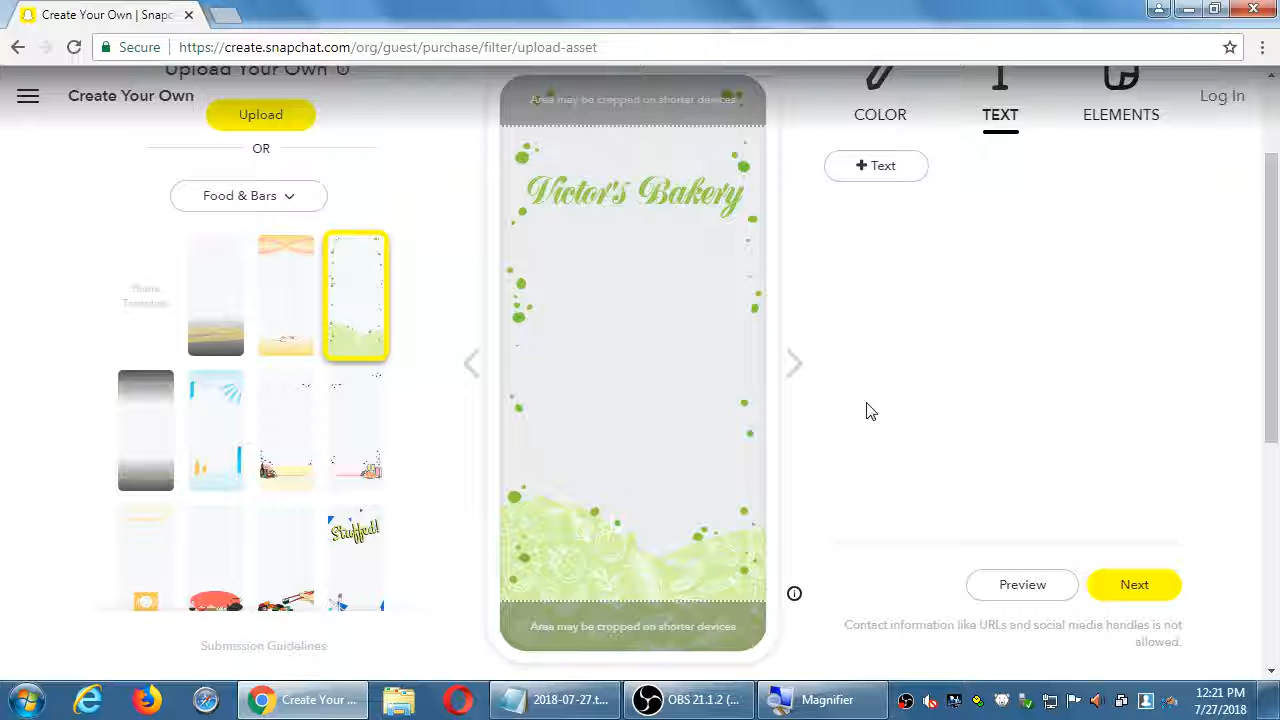 Create Your Own | Snapc
Secure
https://create.snapchat.com/org/guest/purchase/filter/upload-asset
Upload Your Own
Create Your Own
Log In
Upload
OR
Food & Bars
Stuffed!
Submission Guidelines
Area may be cropped on shorter devices
Victor's Bakery
Area may be cropped on shorter devices
COLOR
TEXT
ELEMENTS
+ Text
Preview
Next
Contact information like URLs and social media handles is not
allowed.
Create Your ...
2018-07-27.t...
OBS 21.1.2 (...
Magnifier
12:21 PM
7/27/2018